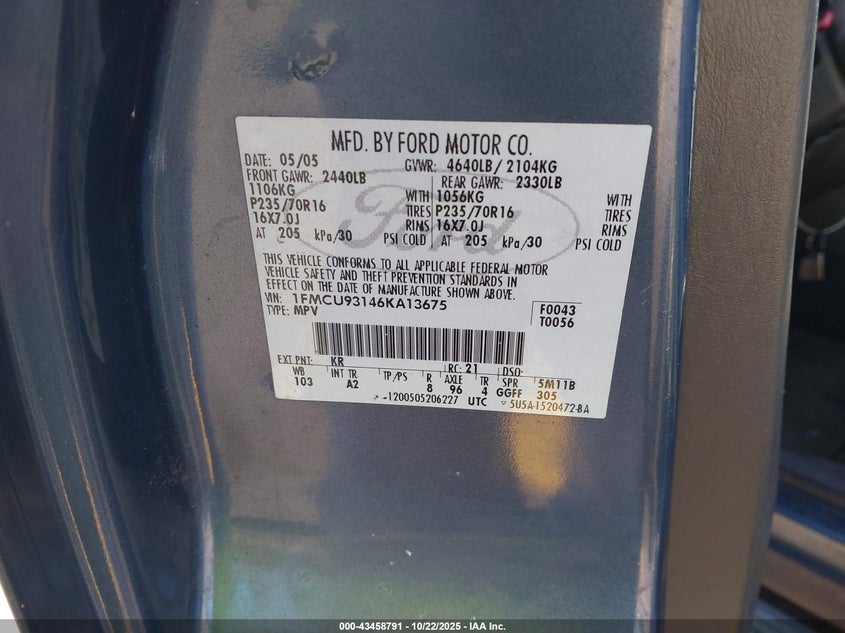 MFD. BY FORD MOTOR CO.
DATE: 05/05 GVWR: 4640LB/ 2104KG
FRONT GAWR: 2440LB REAR GAWR: 2330LB
1106KG WITH 1056KG WITH
P235/70R16 TIRES P235/70R16 TIRES
16X7.0J RIMS 16X7.0J RIMS
AT 205 kPa/30 PSI COLD AT 205 kPa/30 PSI COLD
Ford
THIS VEHICLE CONFORMS TO ALL APPLICABLE FEDERAL MOTOR
VEHICLE SAFETY AND THEFT PREVENTION STANDARDS IN
EFFECT ON THE DATE OF MANUFACTURE SHOWN ABOVE.
VIN: 1FMCU93146KA13675 F0043
TYPE: MPV T0056
EXT PNT: KR RC: 21 DSO:
WB INT TR TP/PS R AXLE TR SPR 5M11B
103 A2 8 96 4 GGFF 305
-1200505206227 UTC 5U5A-1520472-BA
000-43458791 - 10/22/2025 - IAA Inc.